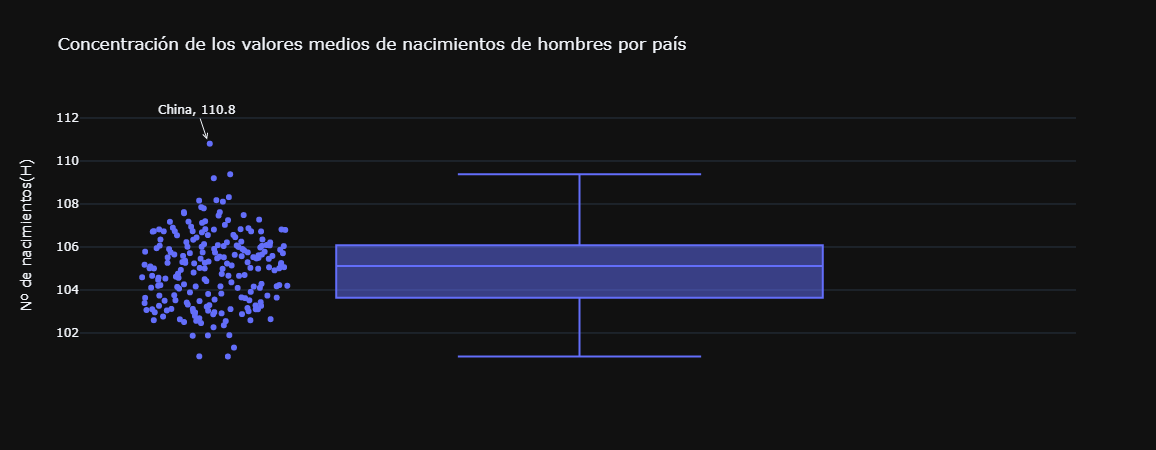 Concentración de los valores medios de nacimientos de hombres por país
China, 110.8
112
110
108
106
104
102
Nº de nacimientos(H)